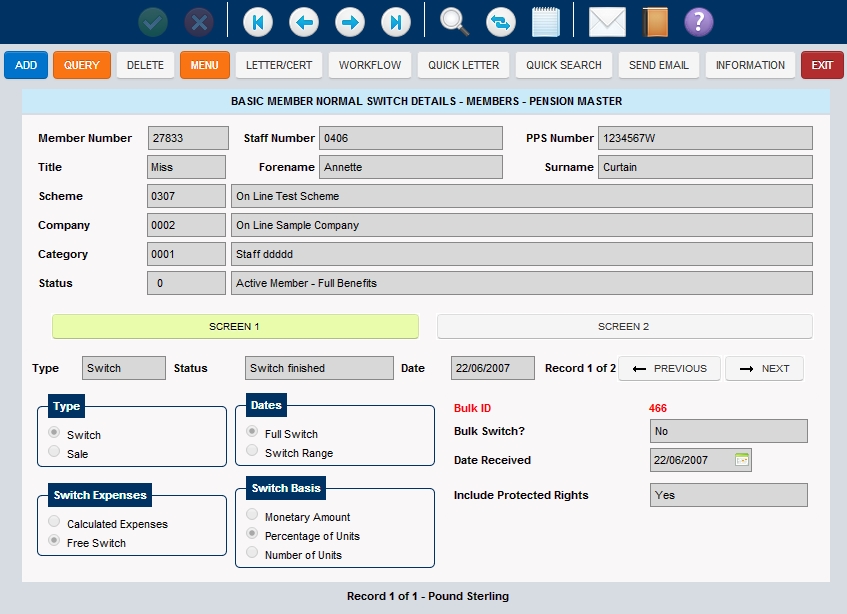 ADD QUERY DELETE MENU LETTER/CERT WORKFLOW QUICK LETTER QUICK SEARCH SEND EMAIL INFORMATION EXIT
BASIC MEMBER NORMAL SWITCH DETAILS - MEMBERS - PENSION MASTER
Member Number 27833 Staff Number 0406 PPS Number 1234567W
Title Miss Forename Annette Surname Curtain
Scheme 0307 On Line Test Scheme
Company 0002 On Line Sample Company
Category 0001 Staff ddddd
Status 0 Active Member - Full Benefits
SCREEN 1 SCREEN 2
Type Switch Status Switch finished Date 22/06/2007 Record 1 of 2 PREVIOUS NEXT
Type
Switch
Sale
Dates
Full Switch
Switch Range
Bulk ID 466
Bulk Switch? No
Date Received 22/06/2007
Include Protected Rights Yes
Switch Expenses
Calculated Expenses
Free Switch
Switch Basis
Monetary Amount
Percentage of Units
Number of Units
Record 1 of 1 - Pound Sterling